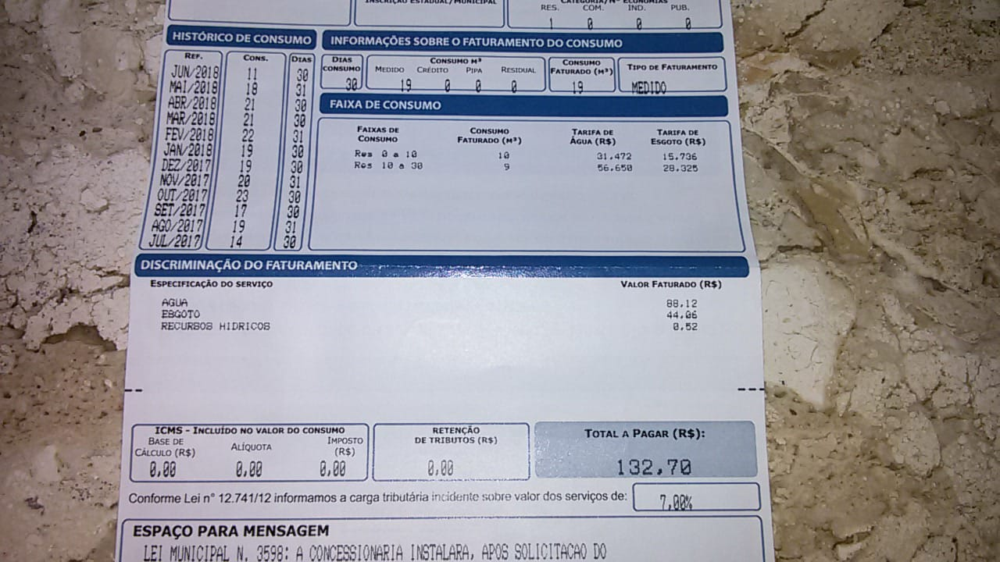 INSCRIÇÃO ESTADUAL/MUNICIPAL
CATEGORIA/Nº ECONOMIAS
RES. COM. IND. PUB.
1 0 0 0
HISTÓRICO DE CONSUMO
REF. CONS. DIAS
JUN/2018 11 30
MAI/2018 18 31
ABR/2018 21 30
MAR/2018 21 30
FEV/2018 22 31
JAN/2018 19 30
DEZ/2017 19 30
NOV/2017 20 31
OUT/2017 23 30
SET/2017 17 30
AGO/2017 19 31
JUL/2017 14 30
INFORMAÇÕES SOBRE O FATURAMENTO DO CONSUMO
DIAS CONSUMO
30
CONSUMO M³
MEDIDO CRÉDITO PIPA RESIDUAL
19 0 0 0
CONSUMO
FATURADO (M³)
19
TIPO DE FATURAMENTO
MEDIDO
FAIXA DE CONSUMO
FAIXAS DE CONSUMO TARIFA DE TARIFA DE
CONSUMO FATURADO (M³) ÁGUA (R$) ESGOTO (R$)
Res 0 a 10 10 31.472 15.736
Res 10 a 30 9 56.650 28.325
DISCRIMINAÇÃO DO FATURAMENTO
ESPECIFICAÇÃO DO SERVIÇO VALOR FATURADO (R$)
AGUA 88,12
ESGOTO 44,06
RECURSOS HIDRICOS 0,52
ICMS - INCLUÍDO NO VALOR DO CONSUMO
BASE DE CÁLCULO (R$) ALÍQUOTA IMPOSTO (R$)
0,00 0,00 0,00
RETENÇÃO
DE TRIBUTOS (R$)
0,00
TOTAL A PAGAR (R$):
132,70
Conforme Lei n° 12.741/12 informamos a carga tributária incidente sobre valor dos serviços de: 7,00%
ESPAÇO PARA MENSAGEM
LEI MUNICIPAL N. 3598: A CONCESSIONARIA INSTALARA, APOS SOLICITACAO DO